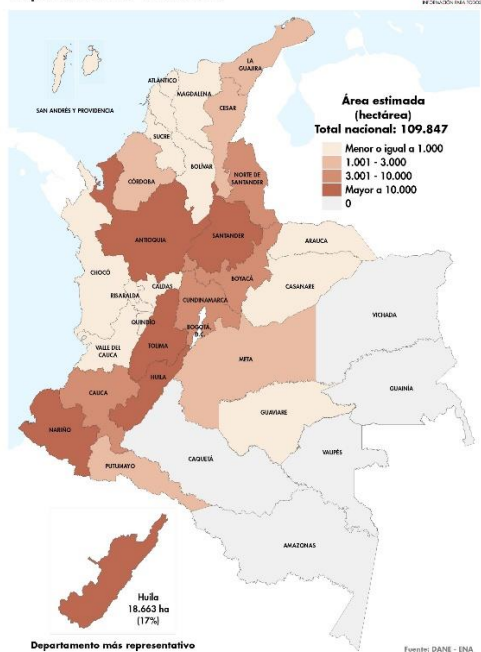 INFORMACIÓN PARA TODOS
SAN ANDRÉS Y PROVIDENCIA
ATLÁNTICO
MAGDALENA
LA
GUAJIRA
CESAR
SUCRE
BOLÍVAR
CÓRDOBA
NORTE DE
SANTANDER
ANTIOQUIA
SANTANDER
ARAUCA
CHOCÓ
BOYACÁ
CASANARE
CALDAS
RISARALDA
CUNDINAMARCA
QUINDÍO
BOGOTÁ,
D.C.
VICHADA
VALLE DEL
CAUCA
TOLIMA
META
HUILA
GUAINÍA
CAUCA
GUAVIARE
NARIÑO
VAUPÉS
CAQUETÁ
PUTUMAYO
AMAZONAS
Área estimada
(hectárea)
Total nacional: 109.847
Menor o igual a 1.000
1.001 - 3.000
3.001 - 10.000
Mayor a 10.000
0
Huila
18.663 ha
(17%)
Departamento más representativo
Fuente: DANE - ENA